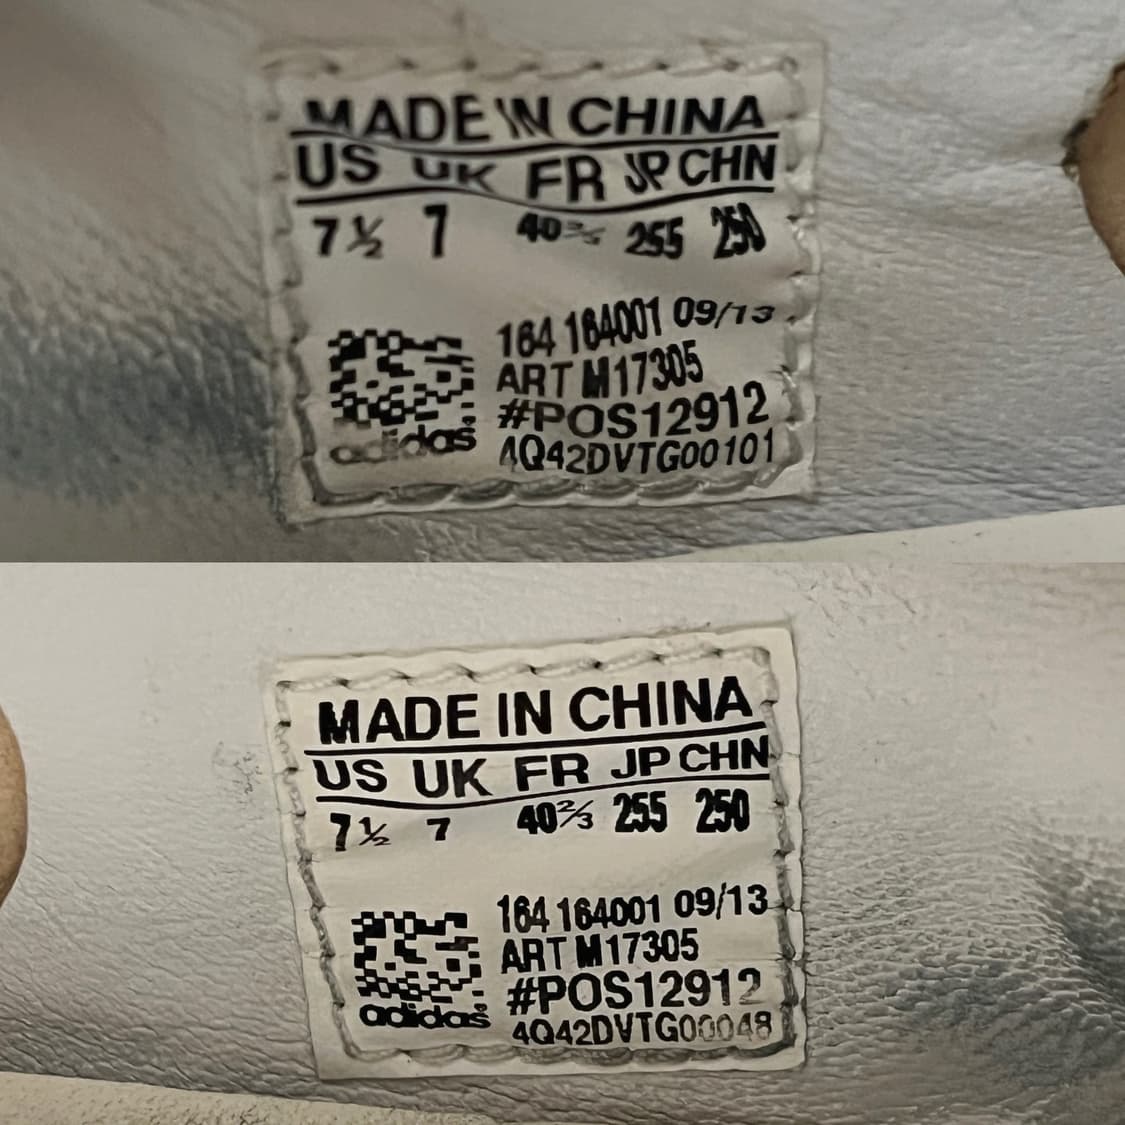 MADE IN CHINA
US UK FR JP CHN
7½ 7 40⅔ 255 250
164 164001 09/13
ART M17305
#POS12912
adidas
4Q42DVTG00101
MADE IN CHINA
US UK FR JP CHN
7½ 7 40⅔ 255 250
164 164001 09/13
ART M17305
#POS12912
adidas
4Q42DVTG00048